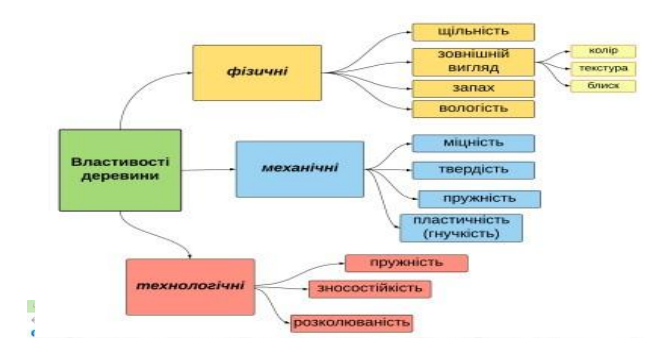 Властивості
деревини
фізичні
щільність
зовнішній
вигляд
колір
текстура
блиск
запах
вологість
механічні
міцність
твердість
пружність
пластичність
(гнучкість)
технологічні
пружність
зносостійкість
розколюваність